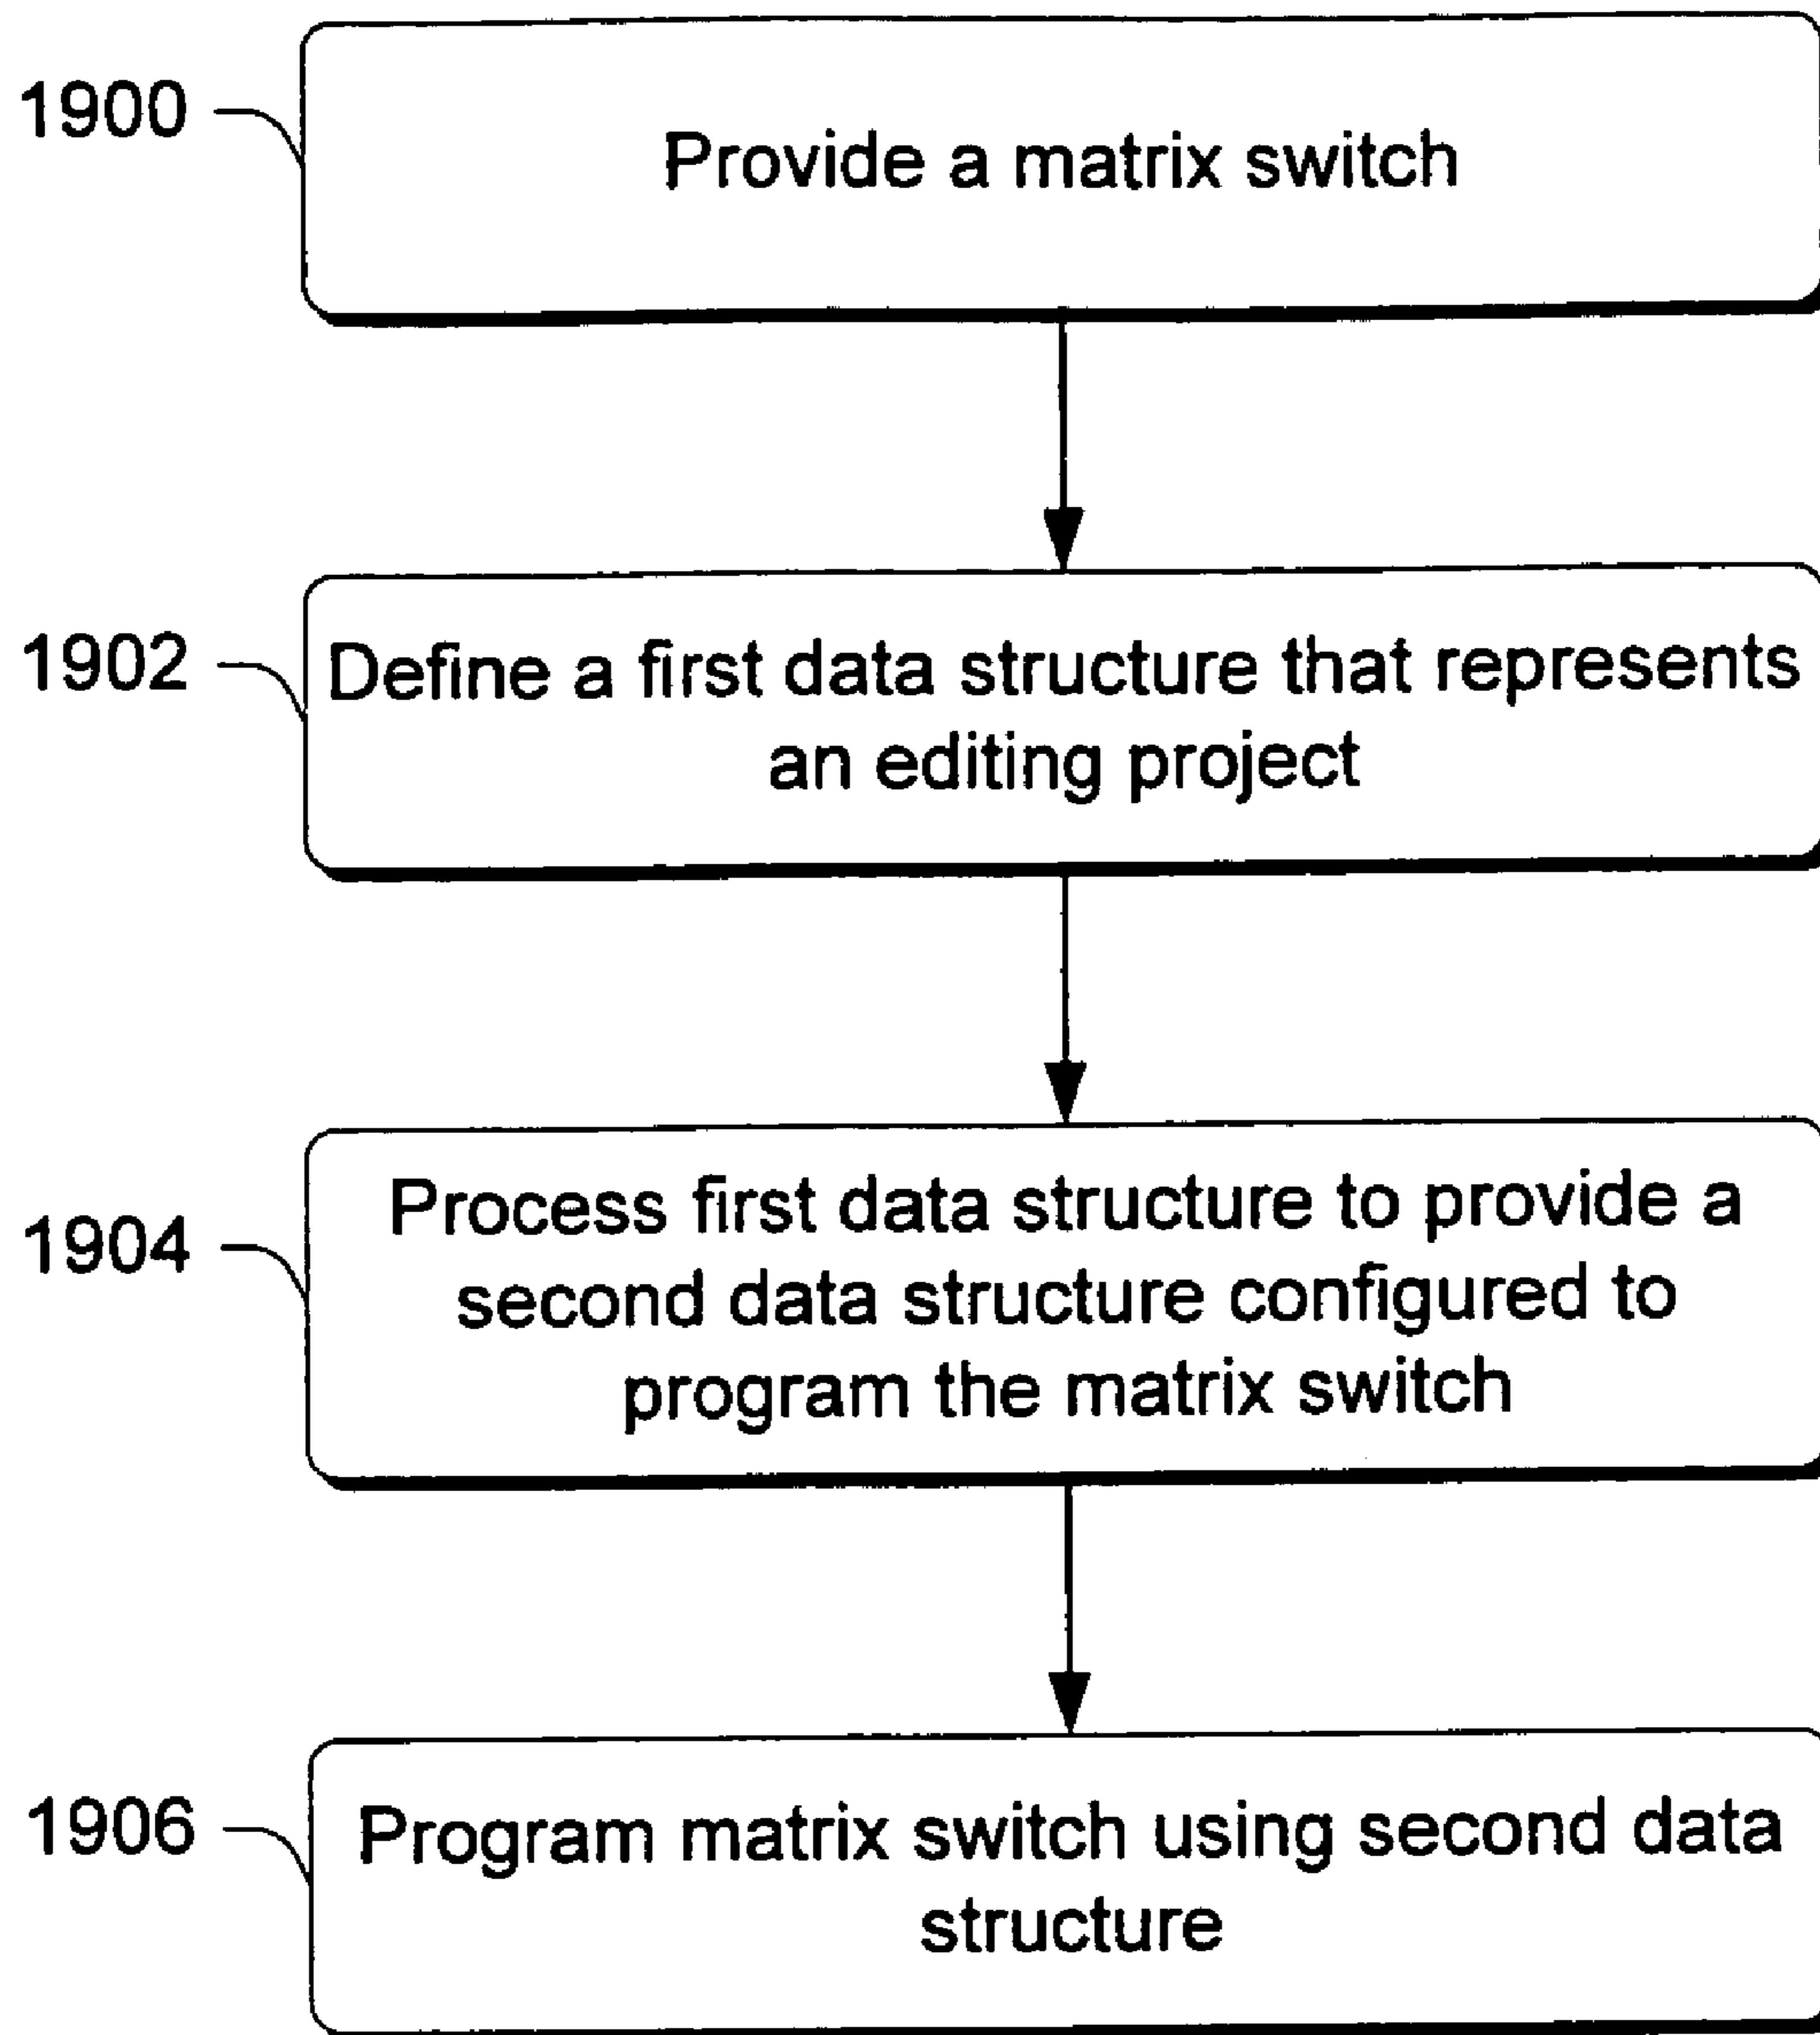 1900
Provide a matrix switch
1902
Define a first data structure that represents
an editing project
1904
Process first data structure to provide a
second data structure configured to
program the matrix switch
1906
Program matrix switch using second data
structure